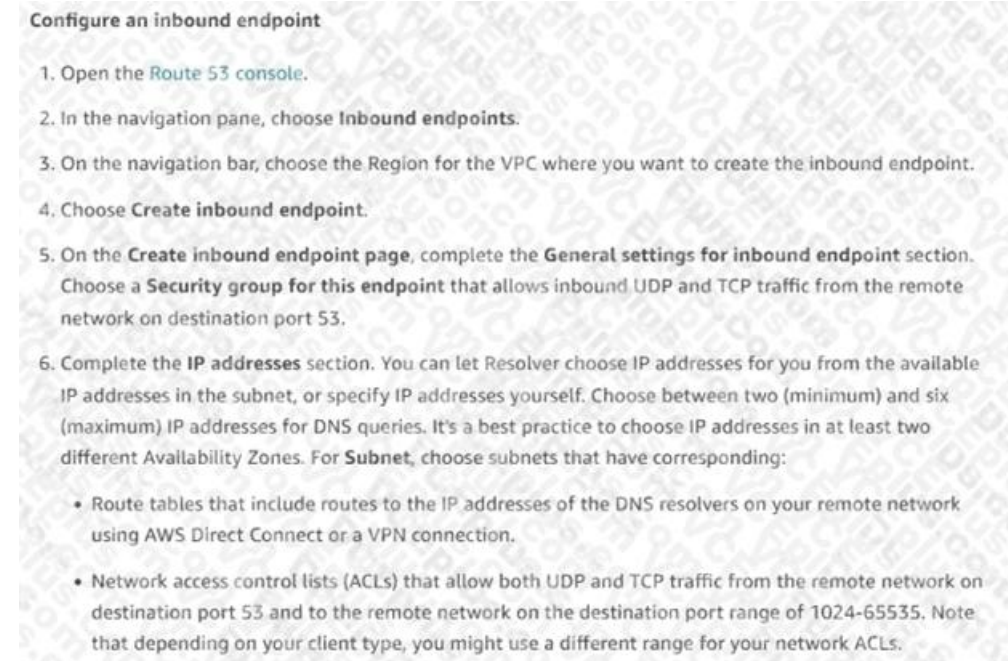 Configure an inbound endpoint
1. Open the Route 53 console.
2. In the navigation pane, choose Inbound endpoints.
3. On the navigation bar, choose the Region for the VPC where you want to create the inbound endpoint.
4. Choose Create inbound endpoint.
5. On the Create inbound endpoint page, complete the General settings for inbound endpoint section.
Choose a Security group for this endpoint that allows inbound UDP and TCP traffic from the remote
network on destination port 53.
6. Complete the IP addresses section. You can let Resolver choose IP addresses for you from the available
IP addresses in the subnet, or specify IP addresses yourself. Choose between two (minimum) and six
(maximum) IP addresses for DNS queries. It's a best practice to choose IP addresses in at least two
different Availability Zones. For Subnet, choose subnets that have corresponding:
• Route tables that include routes to the IP addresses of the DNS resolvers on your remote network
using AWS Direct Connect or a VPN connection.
• Network access control lists (ACLs) that allow both UDP and TCP traffic from the remote network on
destination port 53 and to the remote network on the destination port range of 1024-65535. Note
that depending on your client type, you might use a different range for your network ACLs.